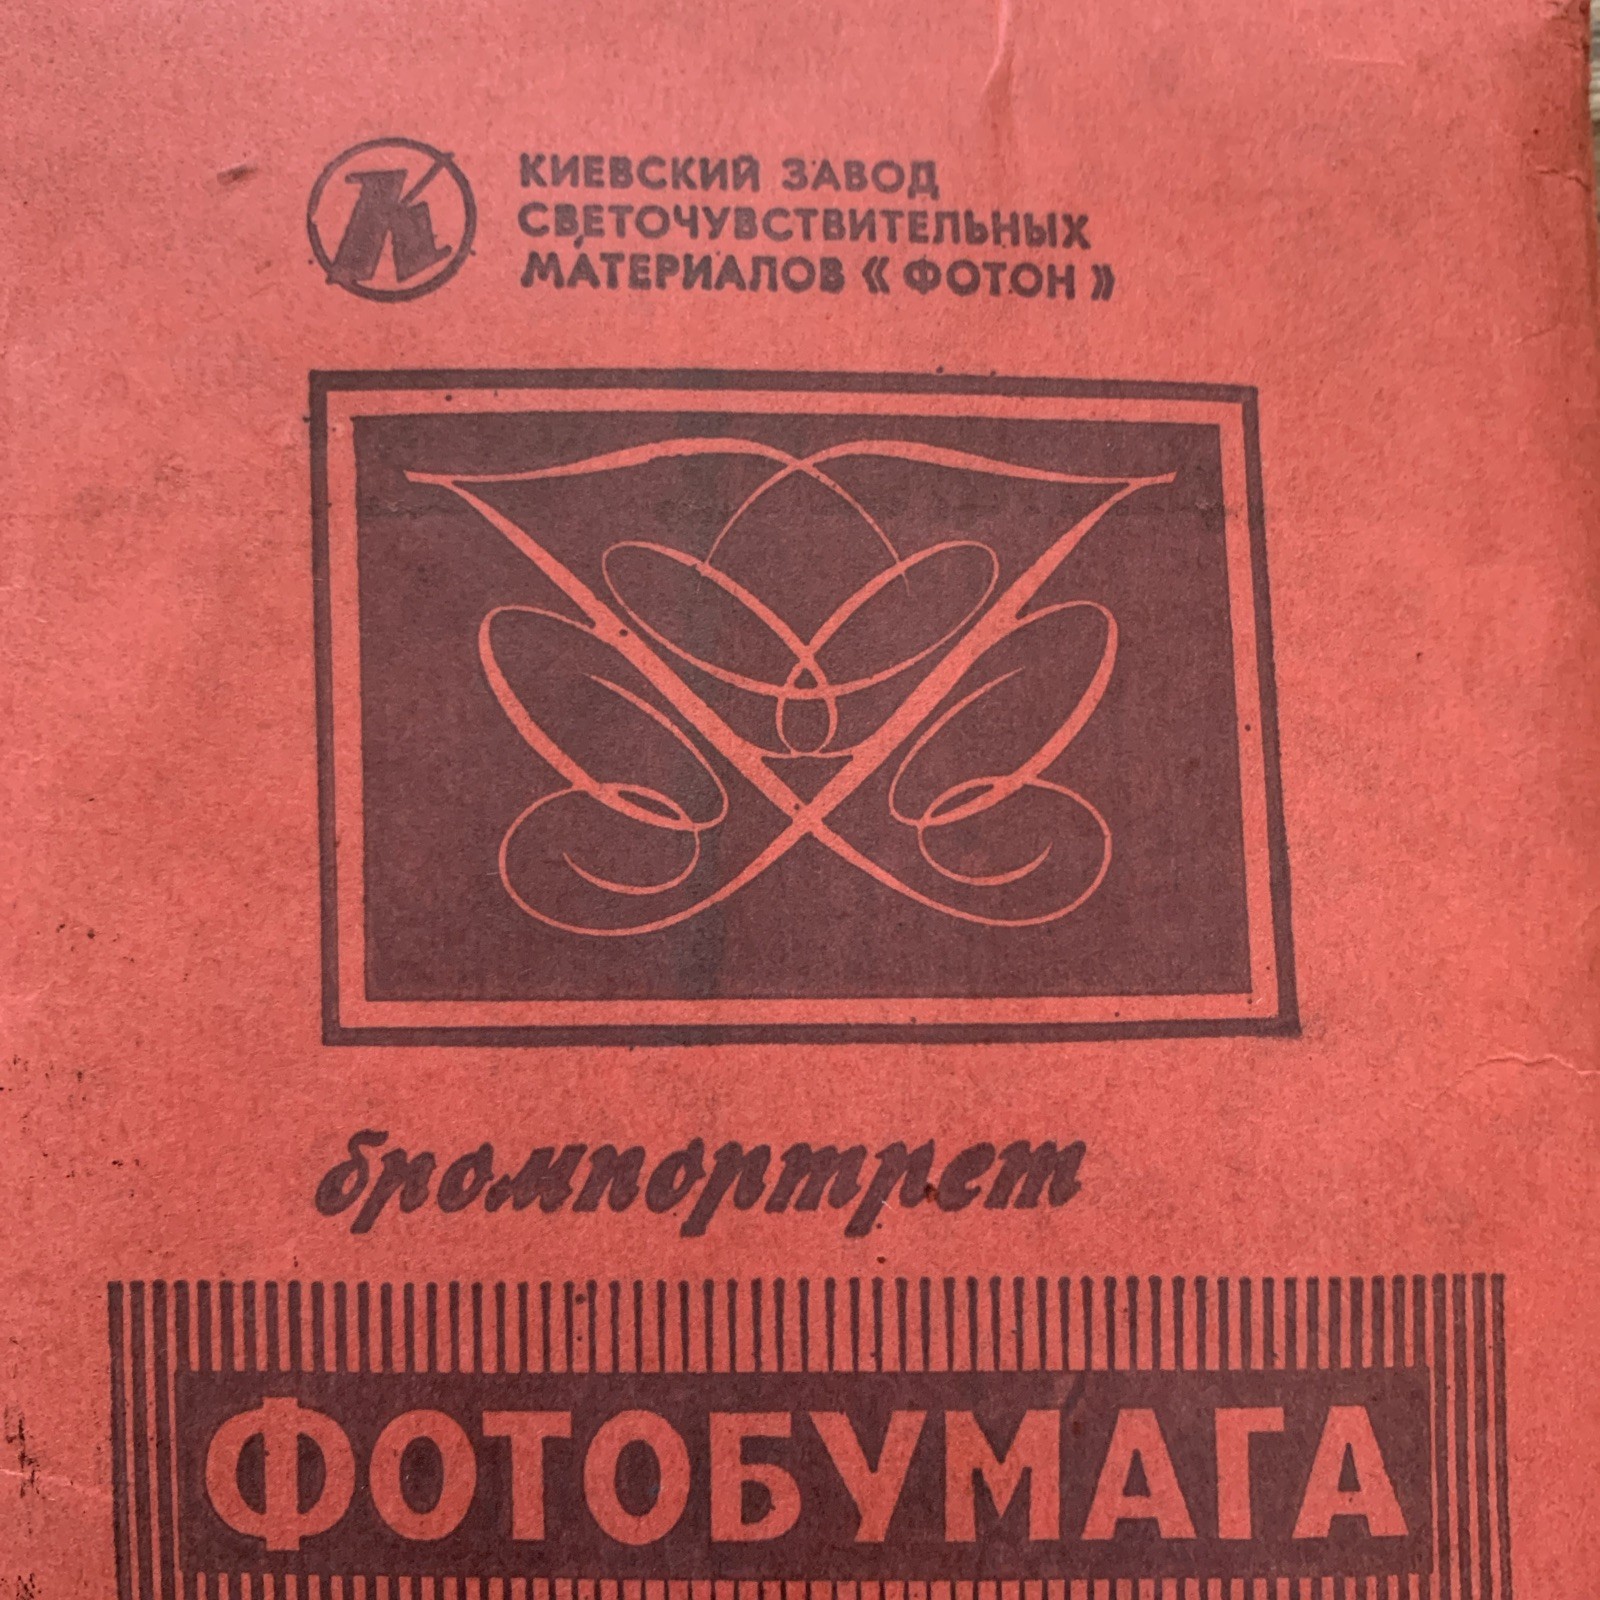 К
КИЕВСКИЙ ЗАВОД
СВЕТОЧУВСТВИТЕЛЬНЫХ
МАТЕРИАЛОВ « ФОТОН »
бромпортрет
ФОТОБУМАГА